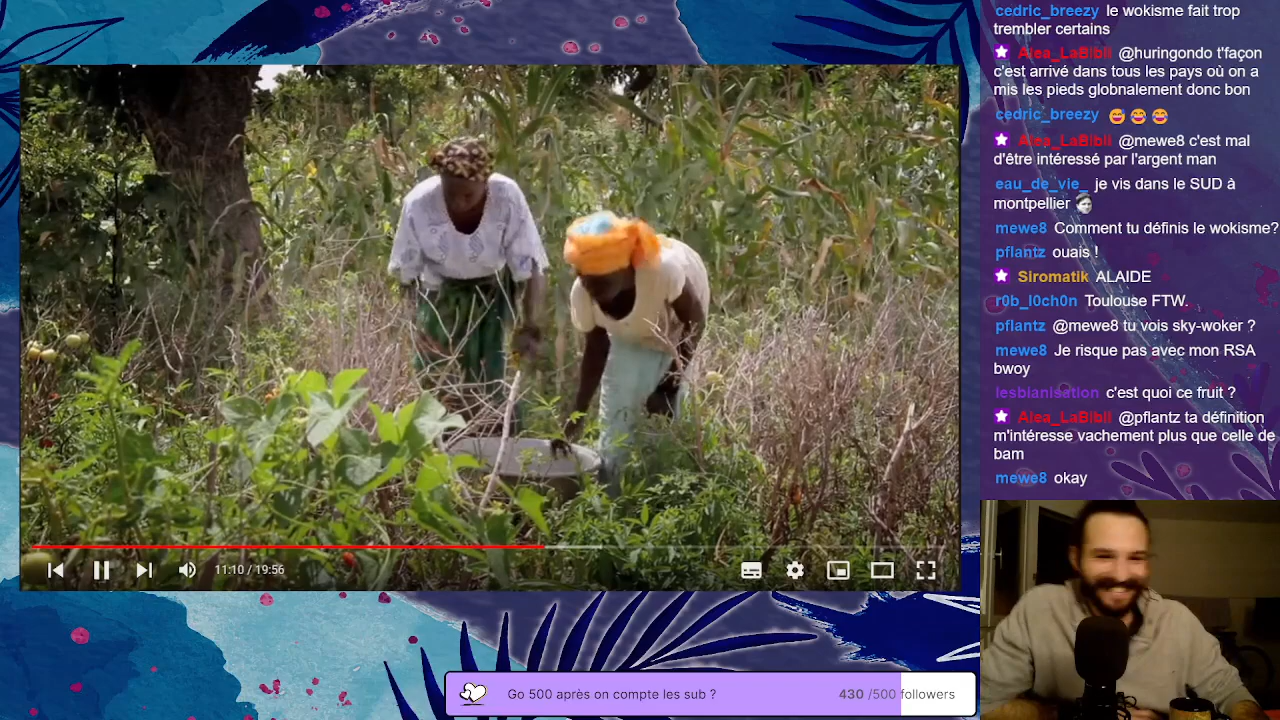 cedric_breezy le wokisme fait trop
trembler certains
Alea_LaBibli @huringondo t'façon
c'est arrivé dans tous les pays où on a
mis les pieds globnalement donc bon
cedric_breezy
Alea_LaBibli @mewe8 c'est mal
d'être intéressé par l'argent man
eau_de_vie_ je vis dans le SUD à
montpellier
mewe8 Comment tu définis le wokisme?
pflantz ouais !
Siromatik ALAIDE
r0b_l0ch0n Toulouse FTW.
pflantz @mewe8 tu vois sky-woker ?
mewe8 Je risque pas avec mon RSA
bwoy
lesbianisation c'est quoi ce fruit ?
Alea_LaBibli @pflantz ta définition
m'intéresse vachement plus que celle de
bam
mewe8 okay
11:10 / 19:56
Go 500 après on compte les sub ?
430 /500 followers